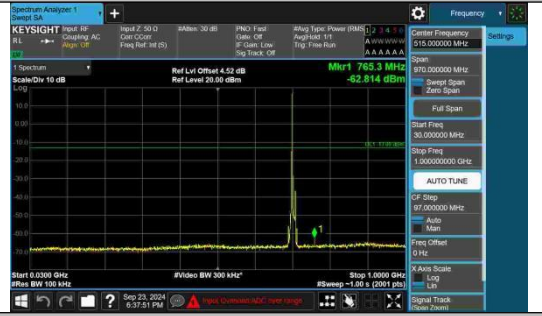 Spectrum Analyzer 1
Swept SA
+
Frequency
KEYSIGHT
RL
Input: RF
Coupling: AC
Align: Off
Input Z: 50 Ω
Corr CCorr
Freq Ref: Int (S)
#Atten: 30 dB
PNO: Fast
Gate: Off
IF Gain: Low
Sig Track: Off
#Avg Type: Power (RMS)
Avg|Hold: 1/1
Trig: Free Run
1 2 3 4 5 6
A W W W W W
A A A A A A
1 Spectrum
Scale/Div 10 dB
Log
Ref Lvl Offset 4.52 dB
Ref Level 20.00 dBm
Mkr1 765.3 MHz
-62.814 dBm
10.0
0.00
-10.0
-20.0
-30.0
-40.0
-50.0
-60.0
-70.0
1
Start 0.0300 GHz
#Res BW 100 kHz
#Video BW 300 kHz*
Stop 1.0000 GHz
#Sweep ~1.00 s (2001 pts)
Sep 23, 2024
6:37:51 PM
Center Frequency
515.000000 MHz
Settings
Span
970.000000 MHz
Swept Span
Zero Span
Full Span
Start Freq
30.000000 MHz
Stop Freq
1.000000000 GHz
AUTO TUNE
CF Step
97.000000 MHz
Auto
Man
Freq Offset
0 Hz
X Axis Scale
Log
Lin
Signal Track
(Span Zoom)